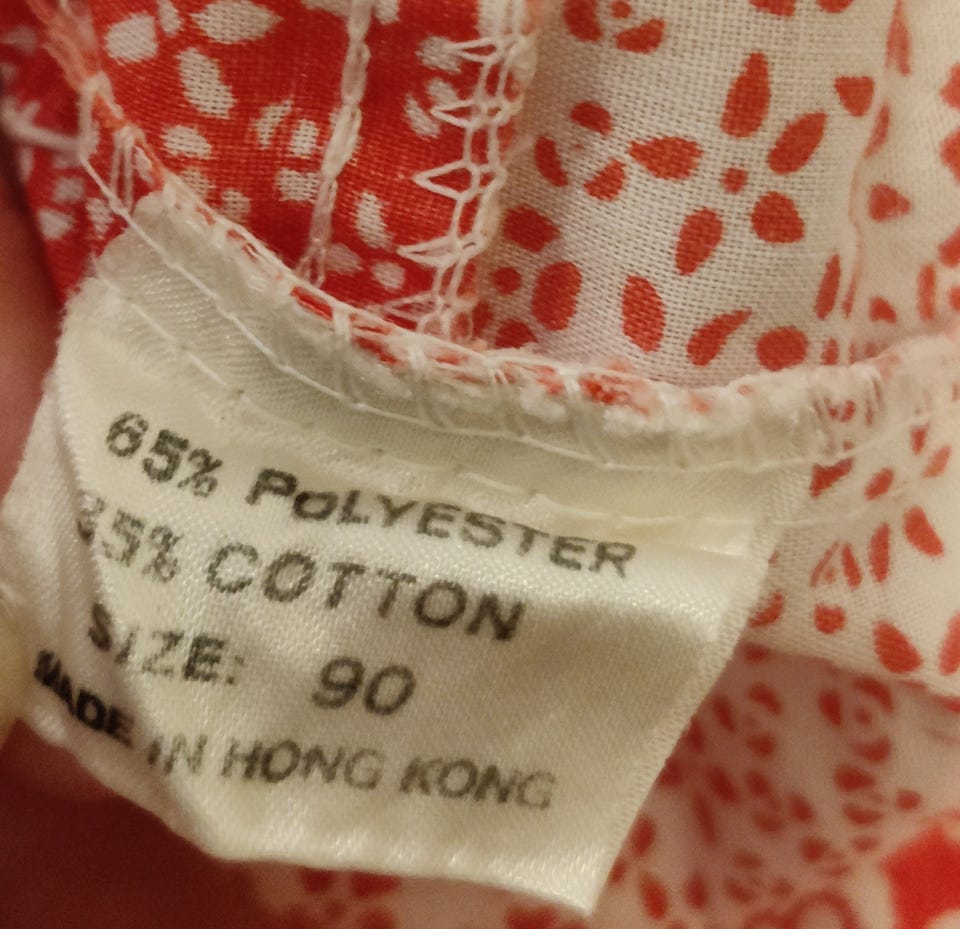 65% POLYESTER
35% COTTON
SIZE: 90
MADE IN HONG KONG